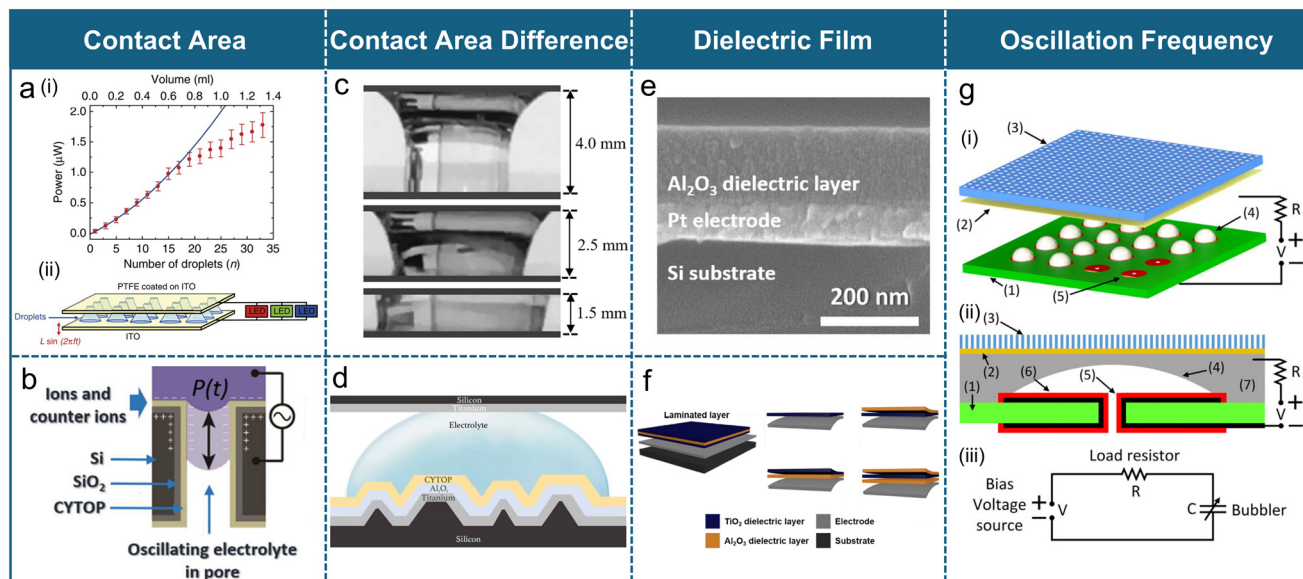 Contact Area
Contact Area Difference
Dielectric Film
Oscillation Frequency
a (i)
Volume (ml)
0.0 0.2 0.4 0.6 0.8 1.0 1.2 1.4
2.0
1.5
1.0
0.5
0.0
Power (μW)
0 5 10 15 20 25 30 35
Number of droplets (n)
(ii)
PTFE coated on ITO
Droplets
LED LED LED
L sin (2πft)
ITO
b
Ions and
counter ions
P(t)
Si
SiO2
CYTOP
Oscillating electrolyte
in pore
c
4.0 mm
2.5 mm
1.5 mm
d
Silicon
Titanium
Electrolyte
CYTOP
Al2O3
Titanium
Silicon
e
Al2O3 dielectric layer
Pt electrode
Si substrate
200 nm
f
Laminated layer
TiO2 dielectric layer
Electrode
Al2O3 dielectric layer
Substrate
g
(i)
(3)
(2)
(4)
R
+
V
−
(1)
(5)
(ii)
(3)
(2)
(6)
(5)
(4)
R
(1)
(7)
+
V
−
(iii)
Load resistor
R
Bias
Voltage
source
+
−
V
C
Bubbler